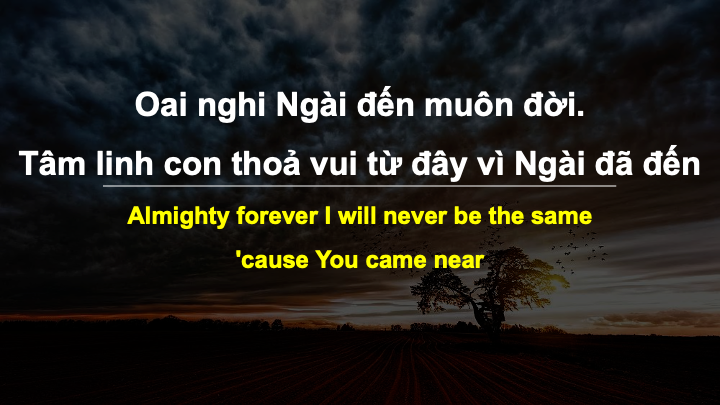 Oai nghi Ngài đến muôn đời.
Tâm linh con thoả vui từ đây vì Ngài đã đến
Almighty forever I will never be the same
'cause You came near